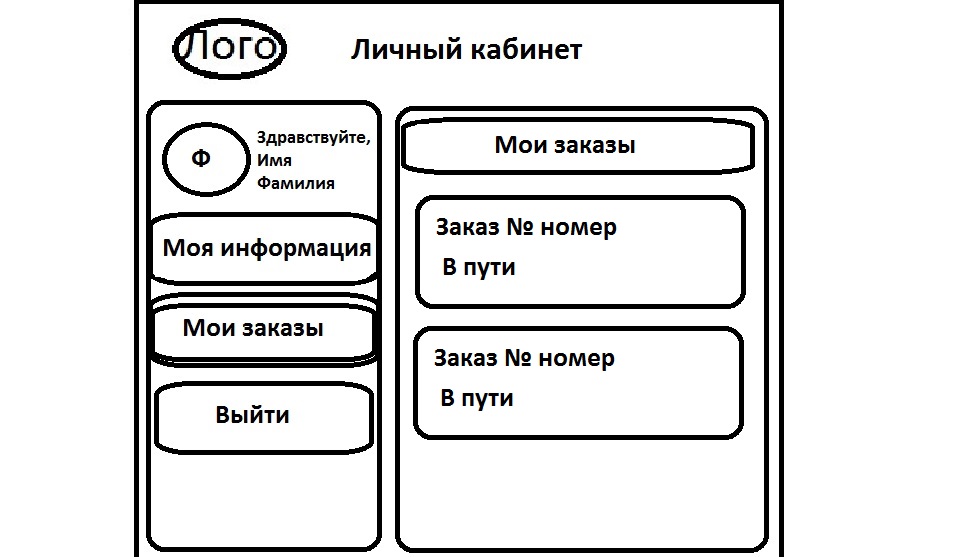 Лого
Личный кабинет
Ф
Здравствуйте,
Имя
Фамилия
Моя информация
Мои заказы
Выйти
Мои заказы
Заказ № номер
В пути
Заказ № номер
В пути